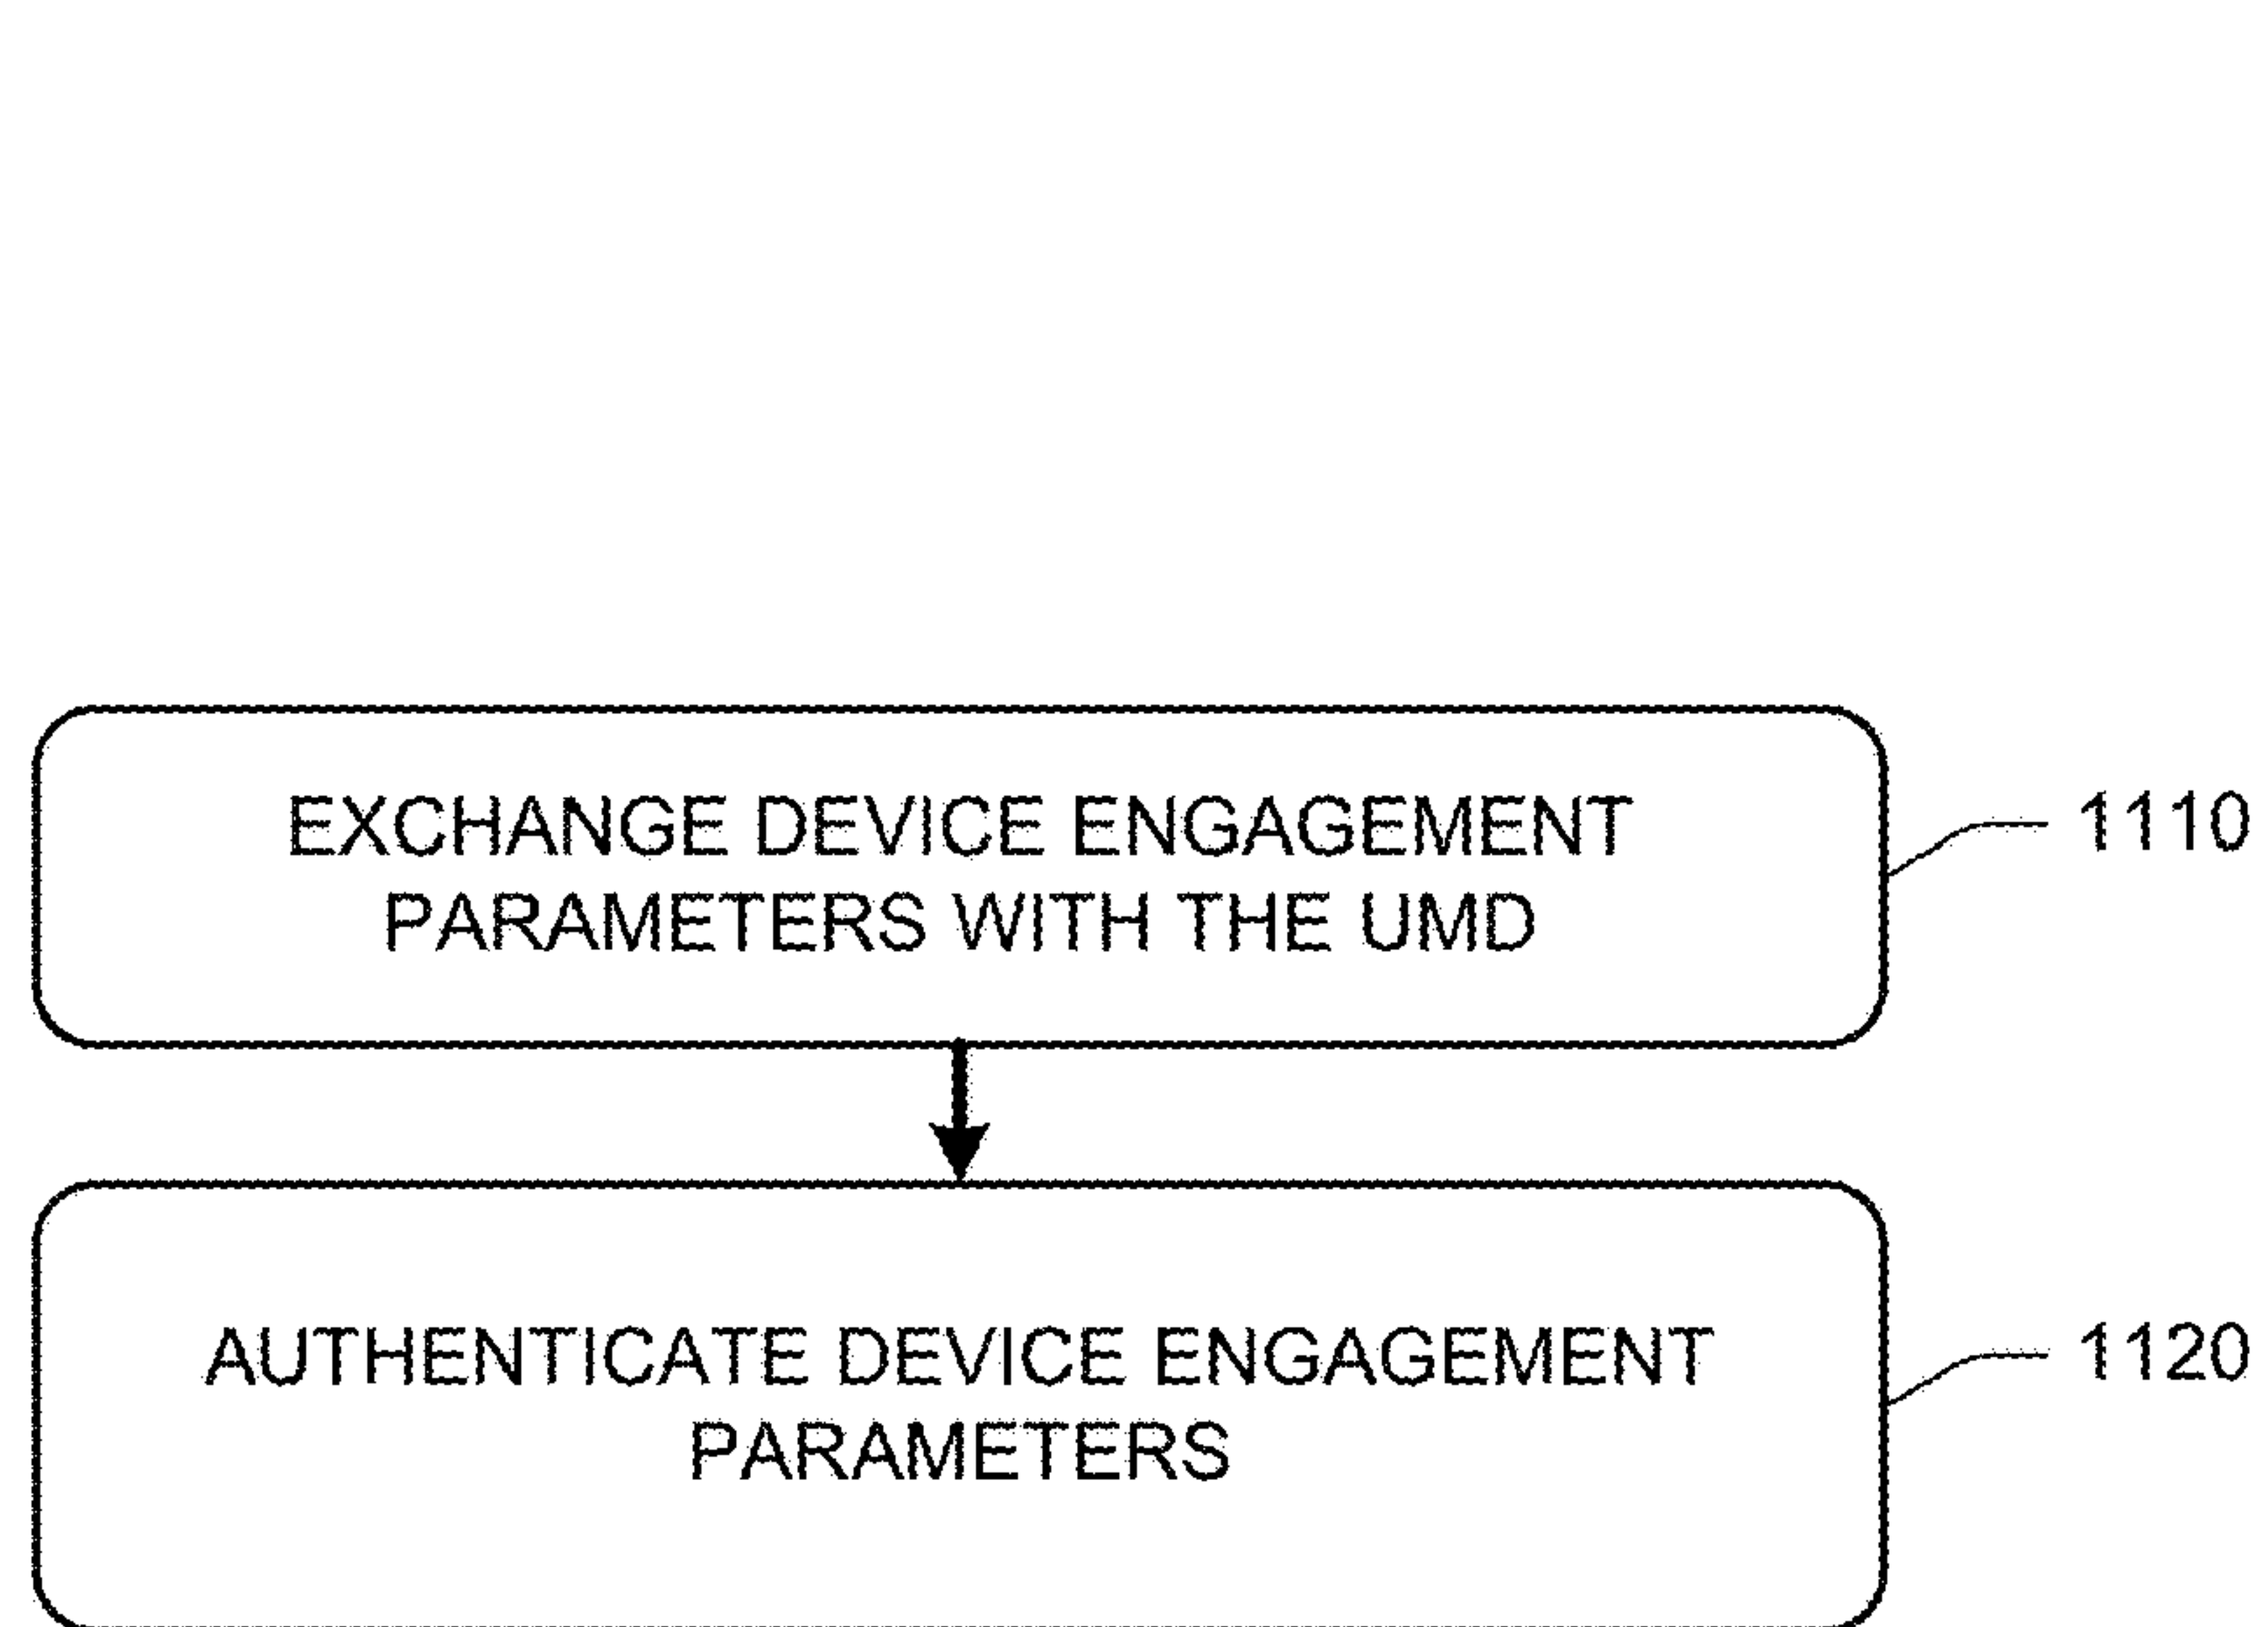 EXCHANGE DEVICE ENGAGEMENT
PARAMETERS WITH THE UMD
1110
AUTHENTICATE DEVICE ENGAGEMENT
PARAMETERS
1120